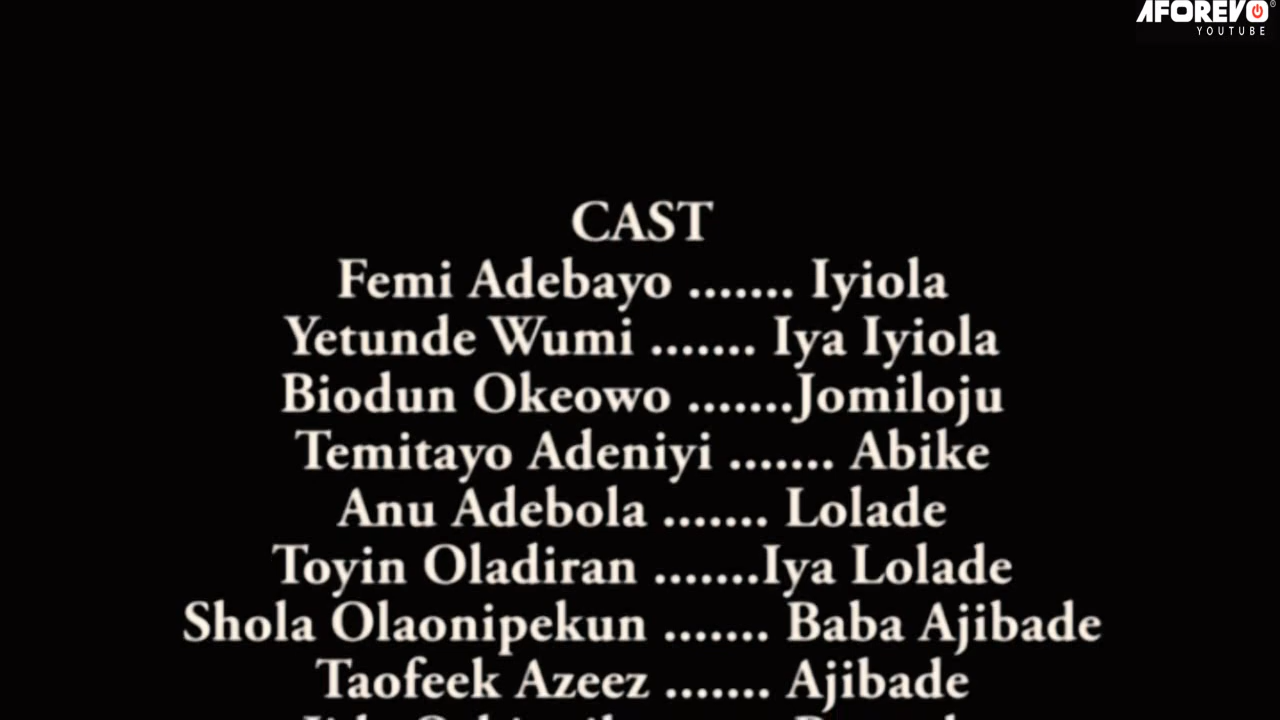 AFOREVO
YOUTUBE
CAST
Femi Adebayo ....... Iyiola
Yetunde Wumi ....... Iya Iyiola
Biodun Okeowo .......Jomiloju
Temitayo Adeniyi ....... Abike
Anu Adebola ....... Lolade
Toyin Oladiran .......Iya Lolade
Shola Olaonipekun ....... Baba Ajibade
Taofeek Azeez ....... Ajibade